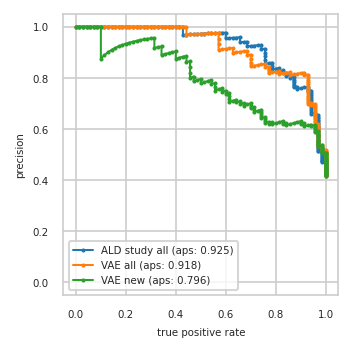 1.0
0.8
0.6
0.4
0.2
0.0
precision
ALD study all (aps: 0.925)
VAE all (aps: 0.918)
VAE new (aps: 0.796)
0.0 0.2 0.4 0.6 0.8 1.0
true positive rate